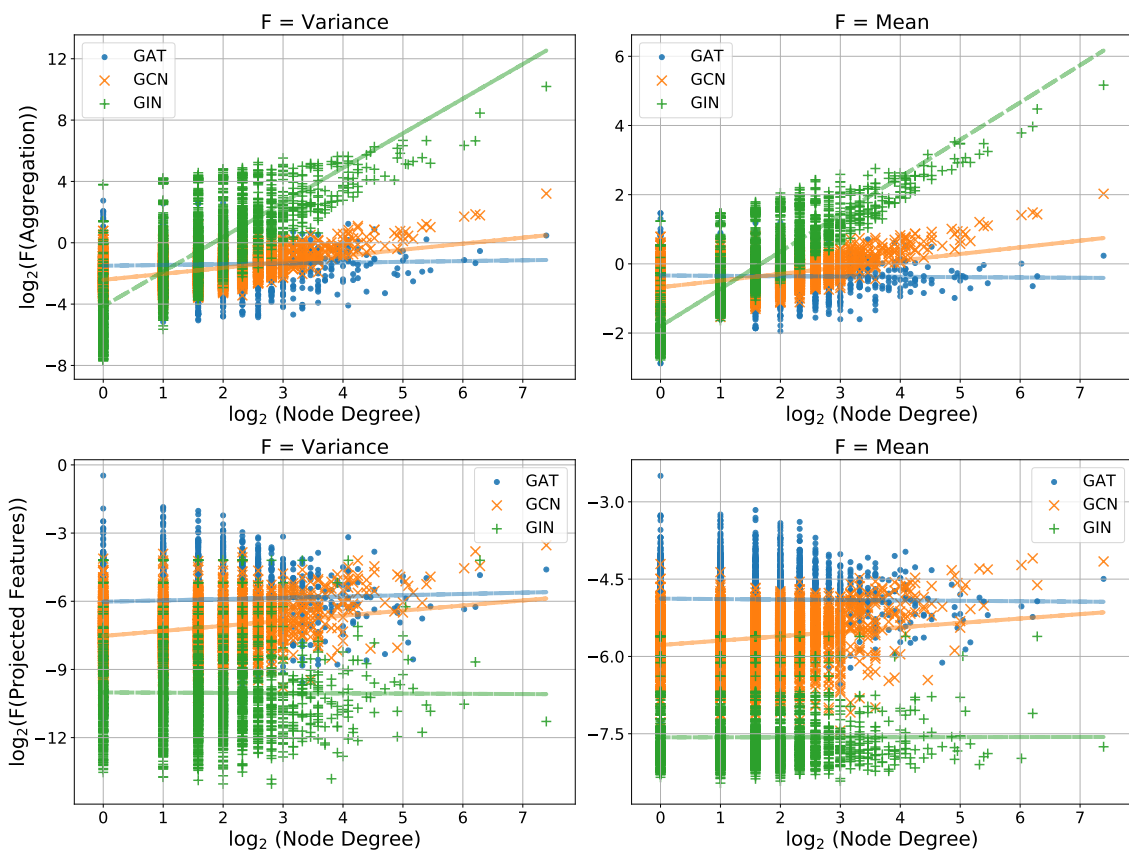 F = Variance
F = Mean
log₂(F(Aggregation))
12
8
4
0
−4
−8
GAT
GCN
GIN
0 1 2 3 4 5 6 7
log₂ (Node Degree)
6
4
2
0
−2
GAT
GCN
GIN
0 1 2 3 4 5 6 7
log₂ (Node Degree)
F = Variance
F = Mean
log₂(F(Projected Features))
0
−3
−6
−9
−12
GAT
GCN
GIN
0 1 2 3 4 5 6 7
log₂ (Node Degree)
−3.0
−4.5
−6.0
−7.5
GAT
GCN
GIN
0 1 2 3 4 5 6 7
log₂ (Node Degree)